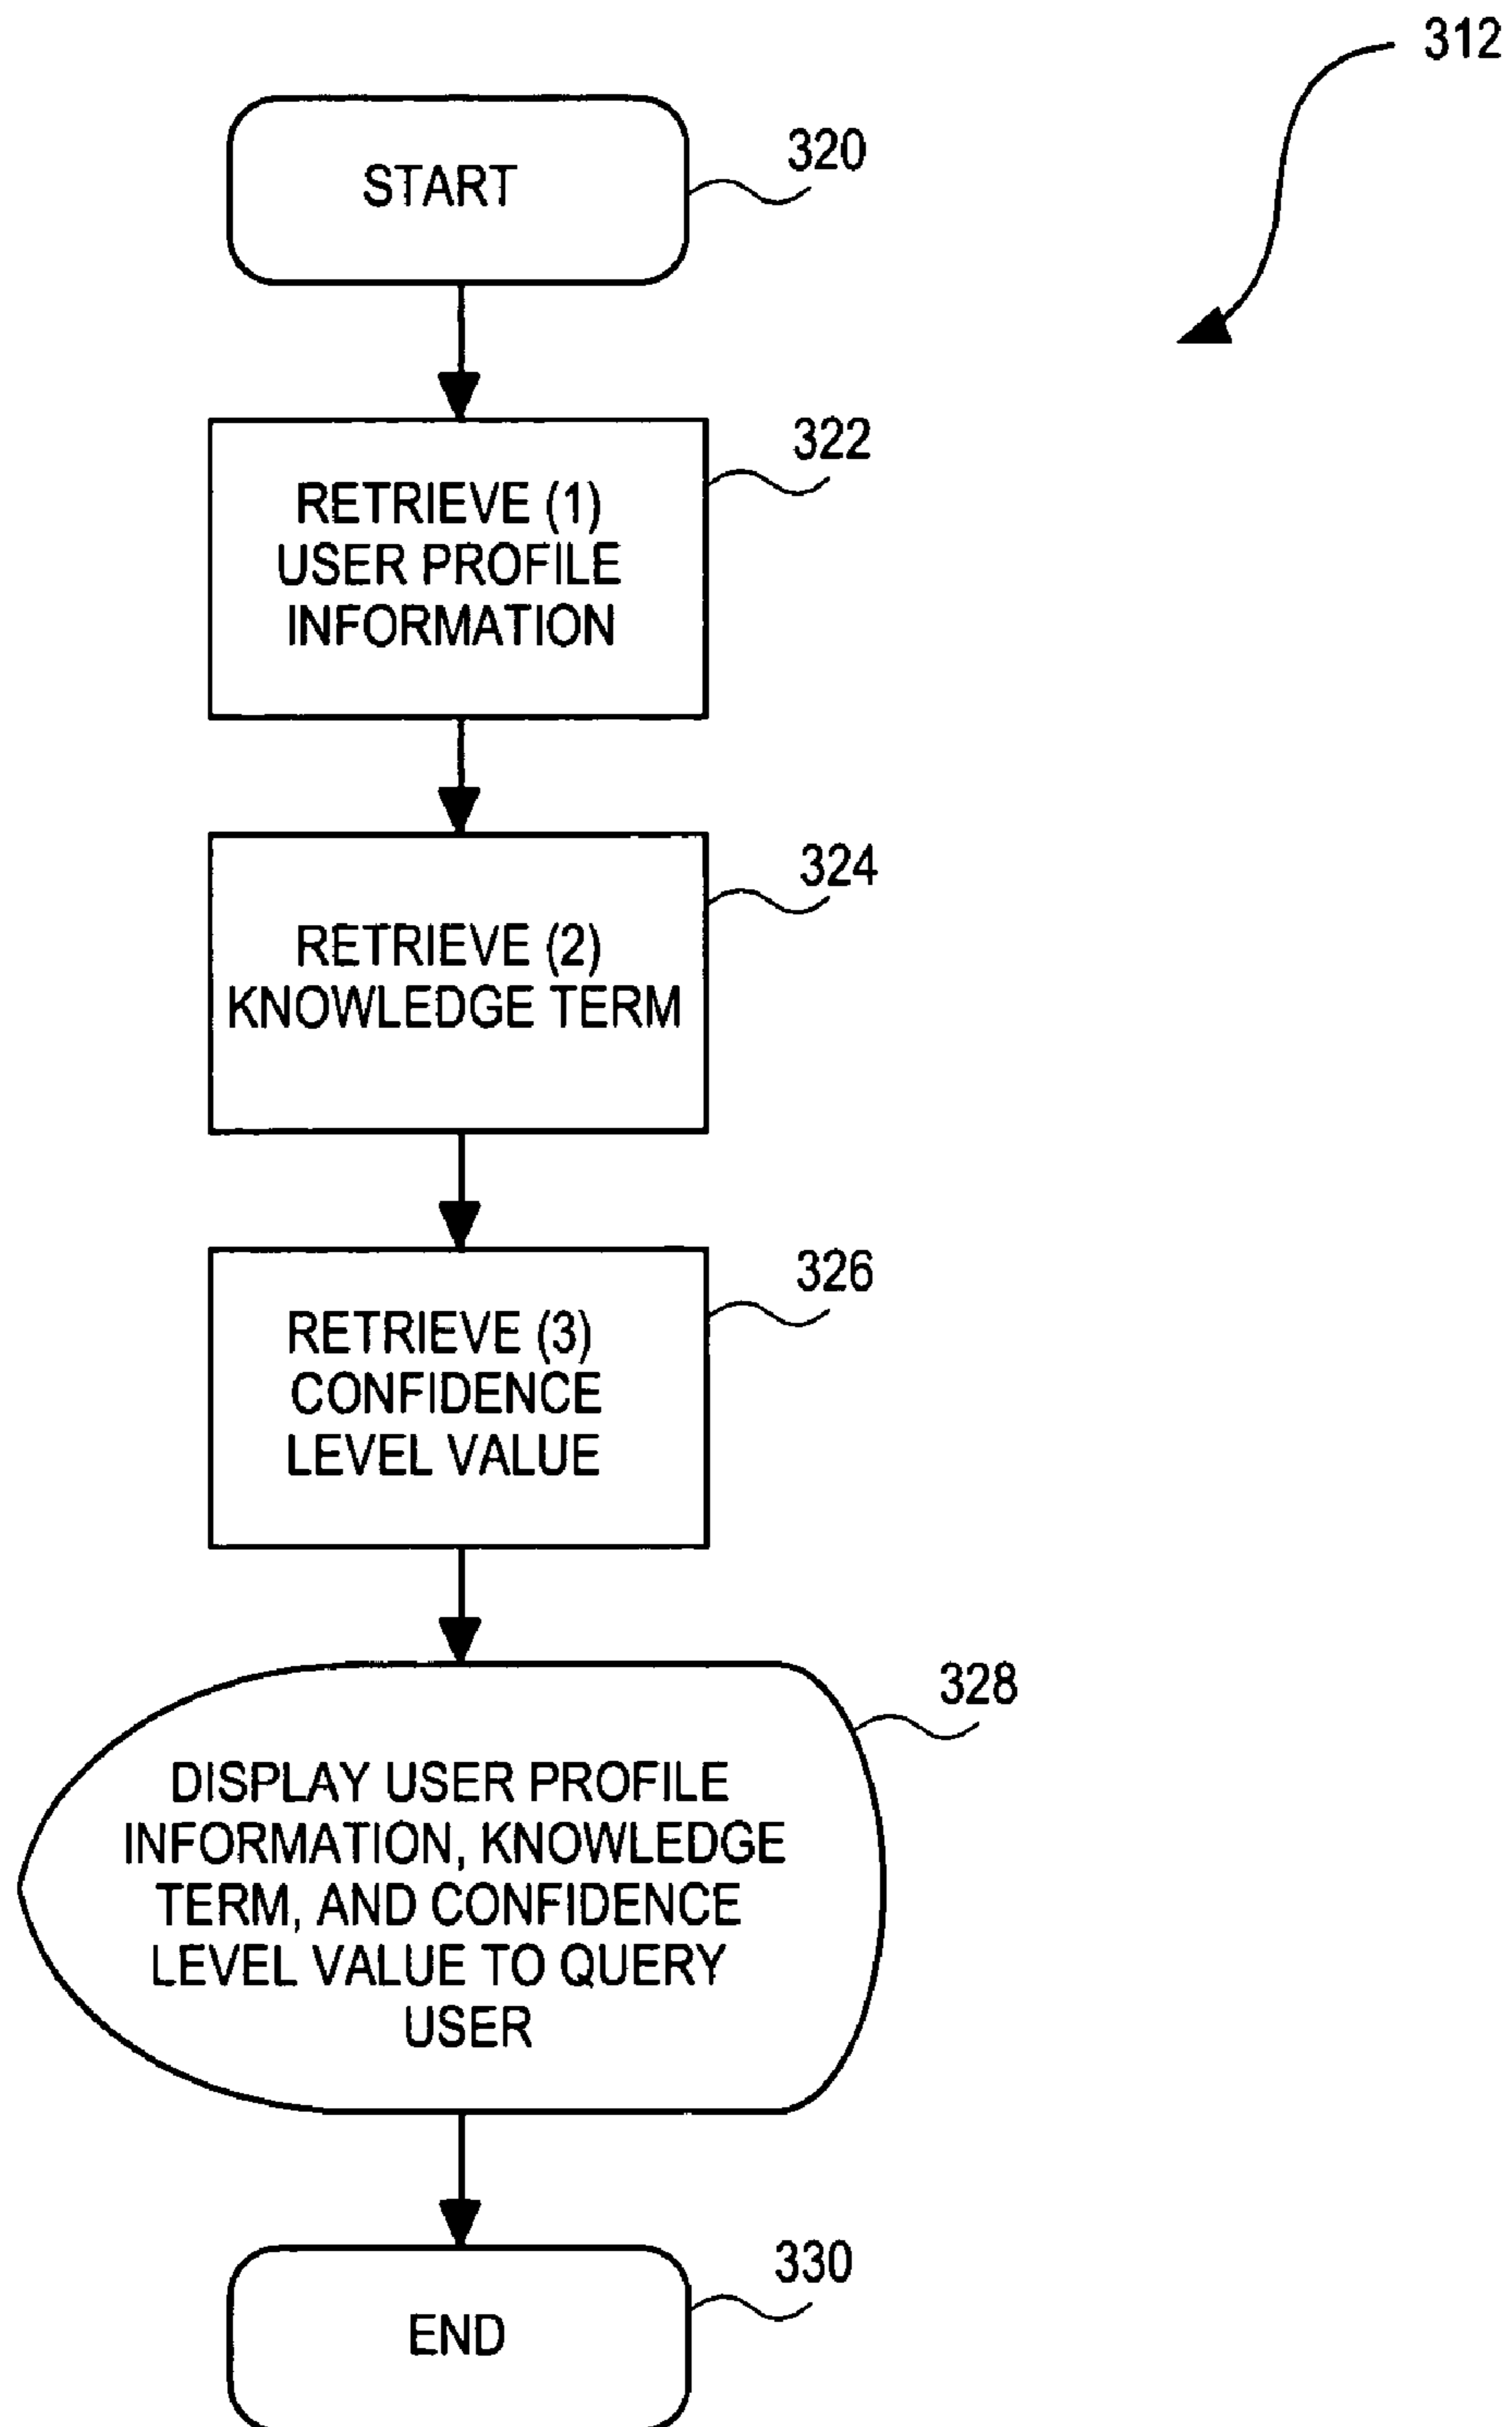 312
START
320
RETRIEVE (1)
USER PROFILE
INFORMATION
322
RETRIEVE (2)
KNOWLEDGE TERM
324
RETRIEVE (3)
CONFIDENCE
LEVEL VALUE
326
DISPLAY USER PROFILE
INFORMATION, KNOWLEDGE
TERM, AND CONFIDENCE
LEVEL VALUE TO QUERY
USER
328
END
330